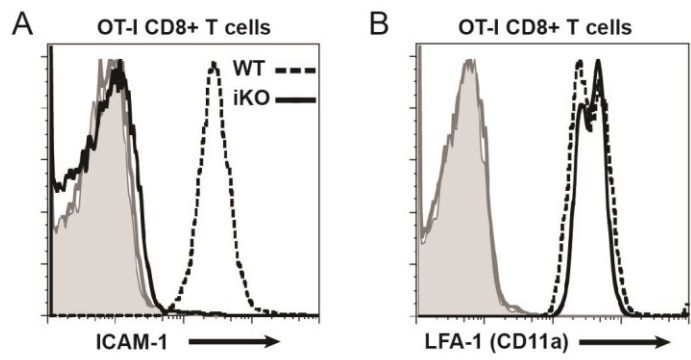 A
OT-I CD8+ T cells
WT
iKO
ICAM-1
B
OT-I CD8+ T cells
LFA-1 (CD11a)